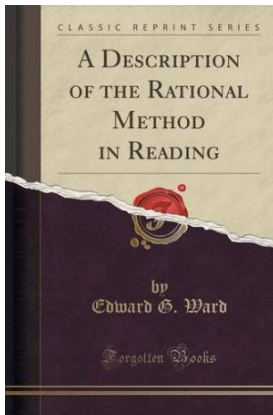 CLASSIC REPRINT SERIES
A DESCRIPTION
OF THE RATIONAL
METHOD
IN READING
by
Edward G. Ward
Forgotten Books